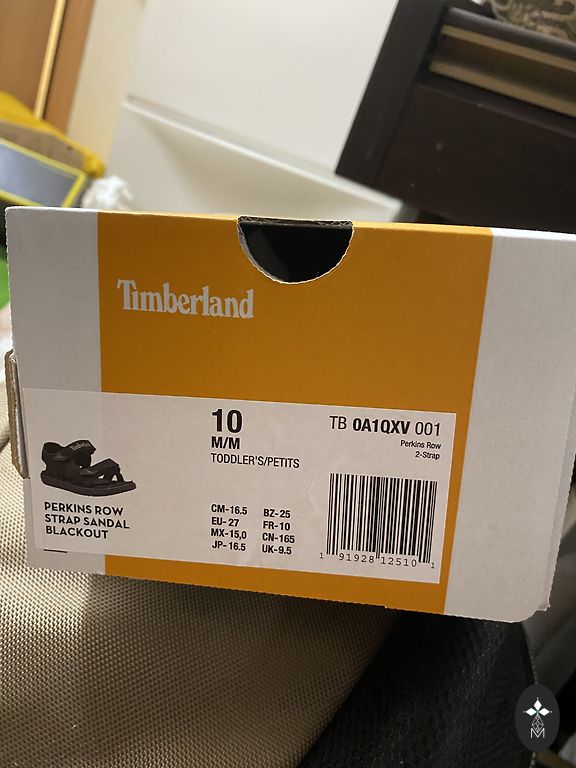 Timberland
10
M/M
TODDLER'S/PETITS
TB 0A1QXV 001
Perkins Row
2-Strap
PERKINS ROW
STRAP SANDAL
BLACKOUT
CM-16.5 BZ-25
EU- 27 FR-10
MX-15,0 CN-165
JP- 16.5 UK-9.5
1 91928 12510 1
M